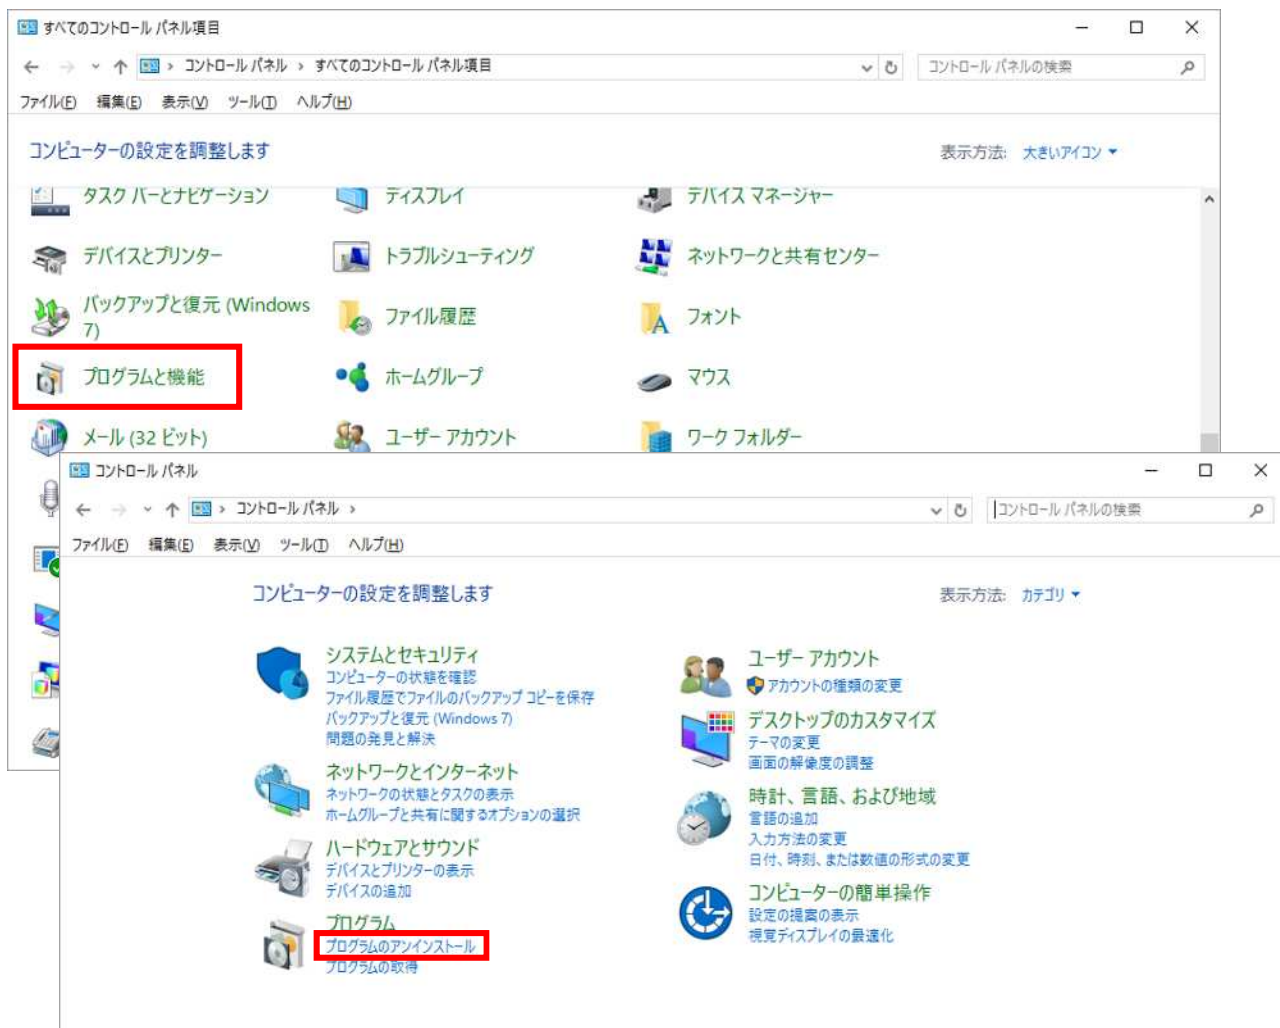 すべてのコントロール パネル項目
コントロール パネル › すべてのコントロール パネル項目
コントロール パネルの検索
ファイル(F) 編集(E) 表示(V) ツール(T) ヘルプ(H)
コンピューターの設定を調整します
表示方法: 大きいアイコン
タスク バーとナビゲーション
ディスプレイ
デバイス マネージャー
デバイスとプリンター
トラブルシューティング
ネットワークと共有センター
バックアップと復元 (Windows
7)
ファイル履歴
フォント
プログラムと機能
ホームグループ
マウス
メール (32 ビット)
ユーザー アカウント
ワーク フォルダー
コントロール パネル
コントロール パネル ›
コントロール パネルの検索
ファイル(F) 編集(E) 表示(V) ツール(T) ヘルプ(H)
コンピューターの設定を調整します
表示方法: カテゴリ
システムとセキュリティ
コンピューターの状態を確認
ファイル履歴でファイルのバックアップ コピーを保存
バックアップと復元 (Windows 7)
問題の発見と解決
ネットワークとインターネット
ネットワークの状態とタスクの表示
ホームグループと共有に関するオプションの選択
ハードウェアとサウンド
デバイスとプリンターの表示
デバイスの追加
プログラム
プログラムのアンインストール
プログラムの取得
ユーザー アカウント
アカウントの種類の変更
デスクトップのカスタマイズ
テーマの変更
画面の解像度の調整
時計、言語、および地域
言語の追加
入力方法の変更
日付、時刻、または数値の形式の変更
コンピューターの簡単操作
設定の提案の表示
視覚ディスプレイの最適化